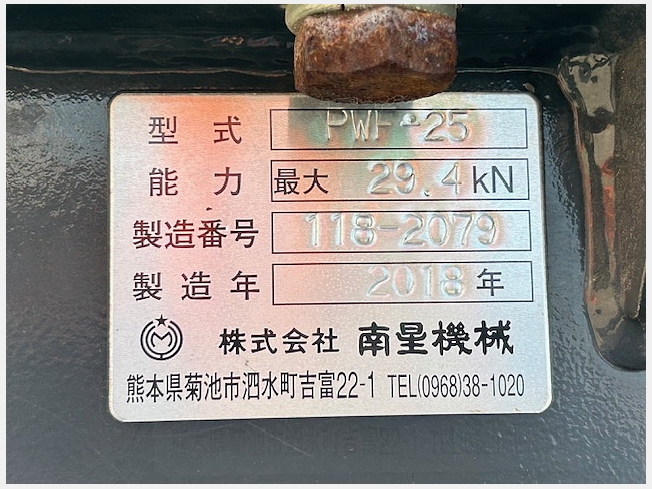 型式 PWF-25
能力 最大 29.4kN
製造番号 118-2079
製造年 2018年
株式会社 南星機械
熊本県菊池市泗水町吉富22-1 TEL(0968)38-1020